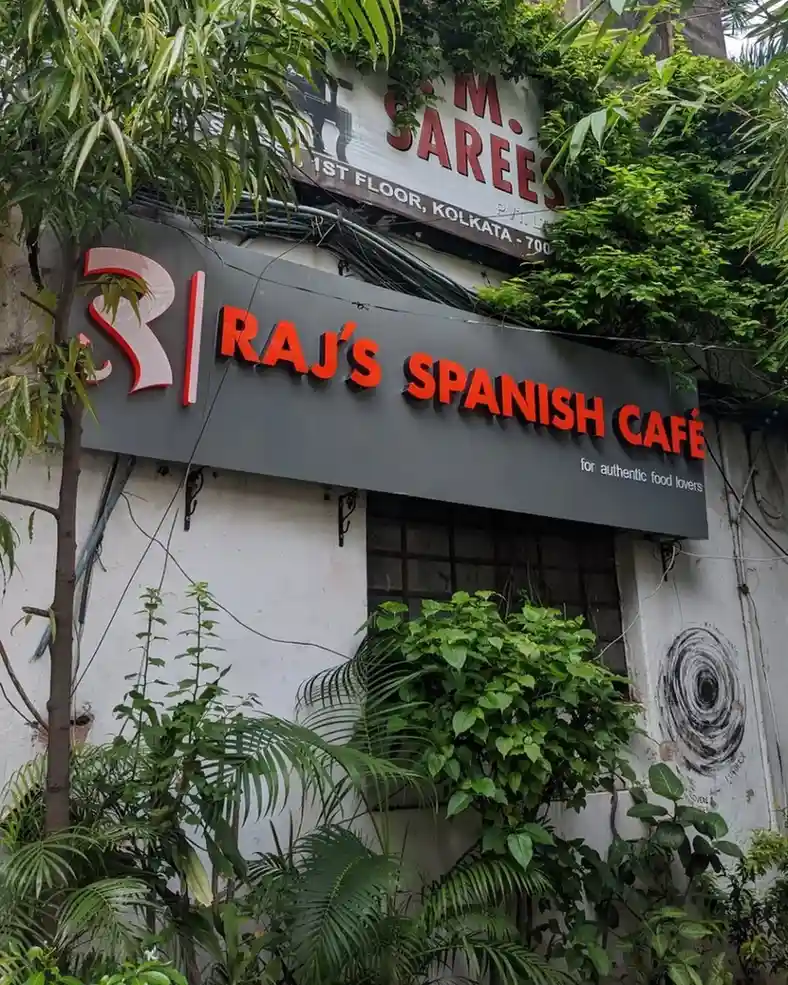 M.
SAREES
1ST FLOOR, KOLKATA - 700
RAJ'S SPANISH CAFÉ
for authentic food lovers